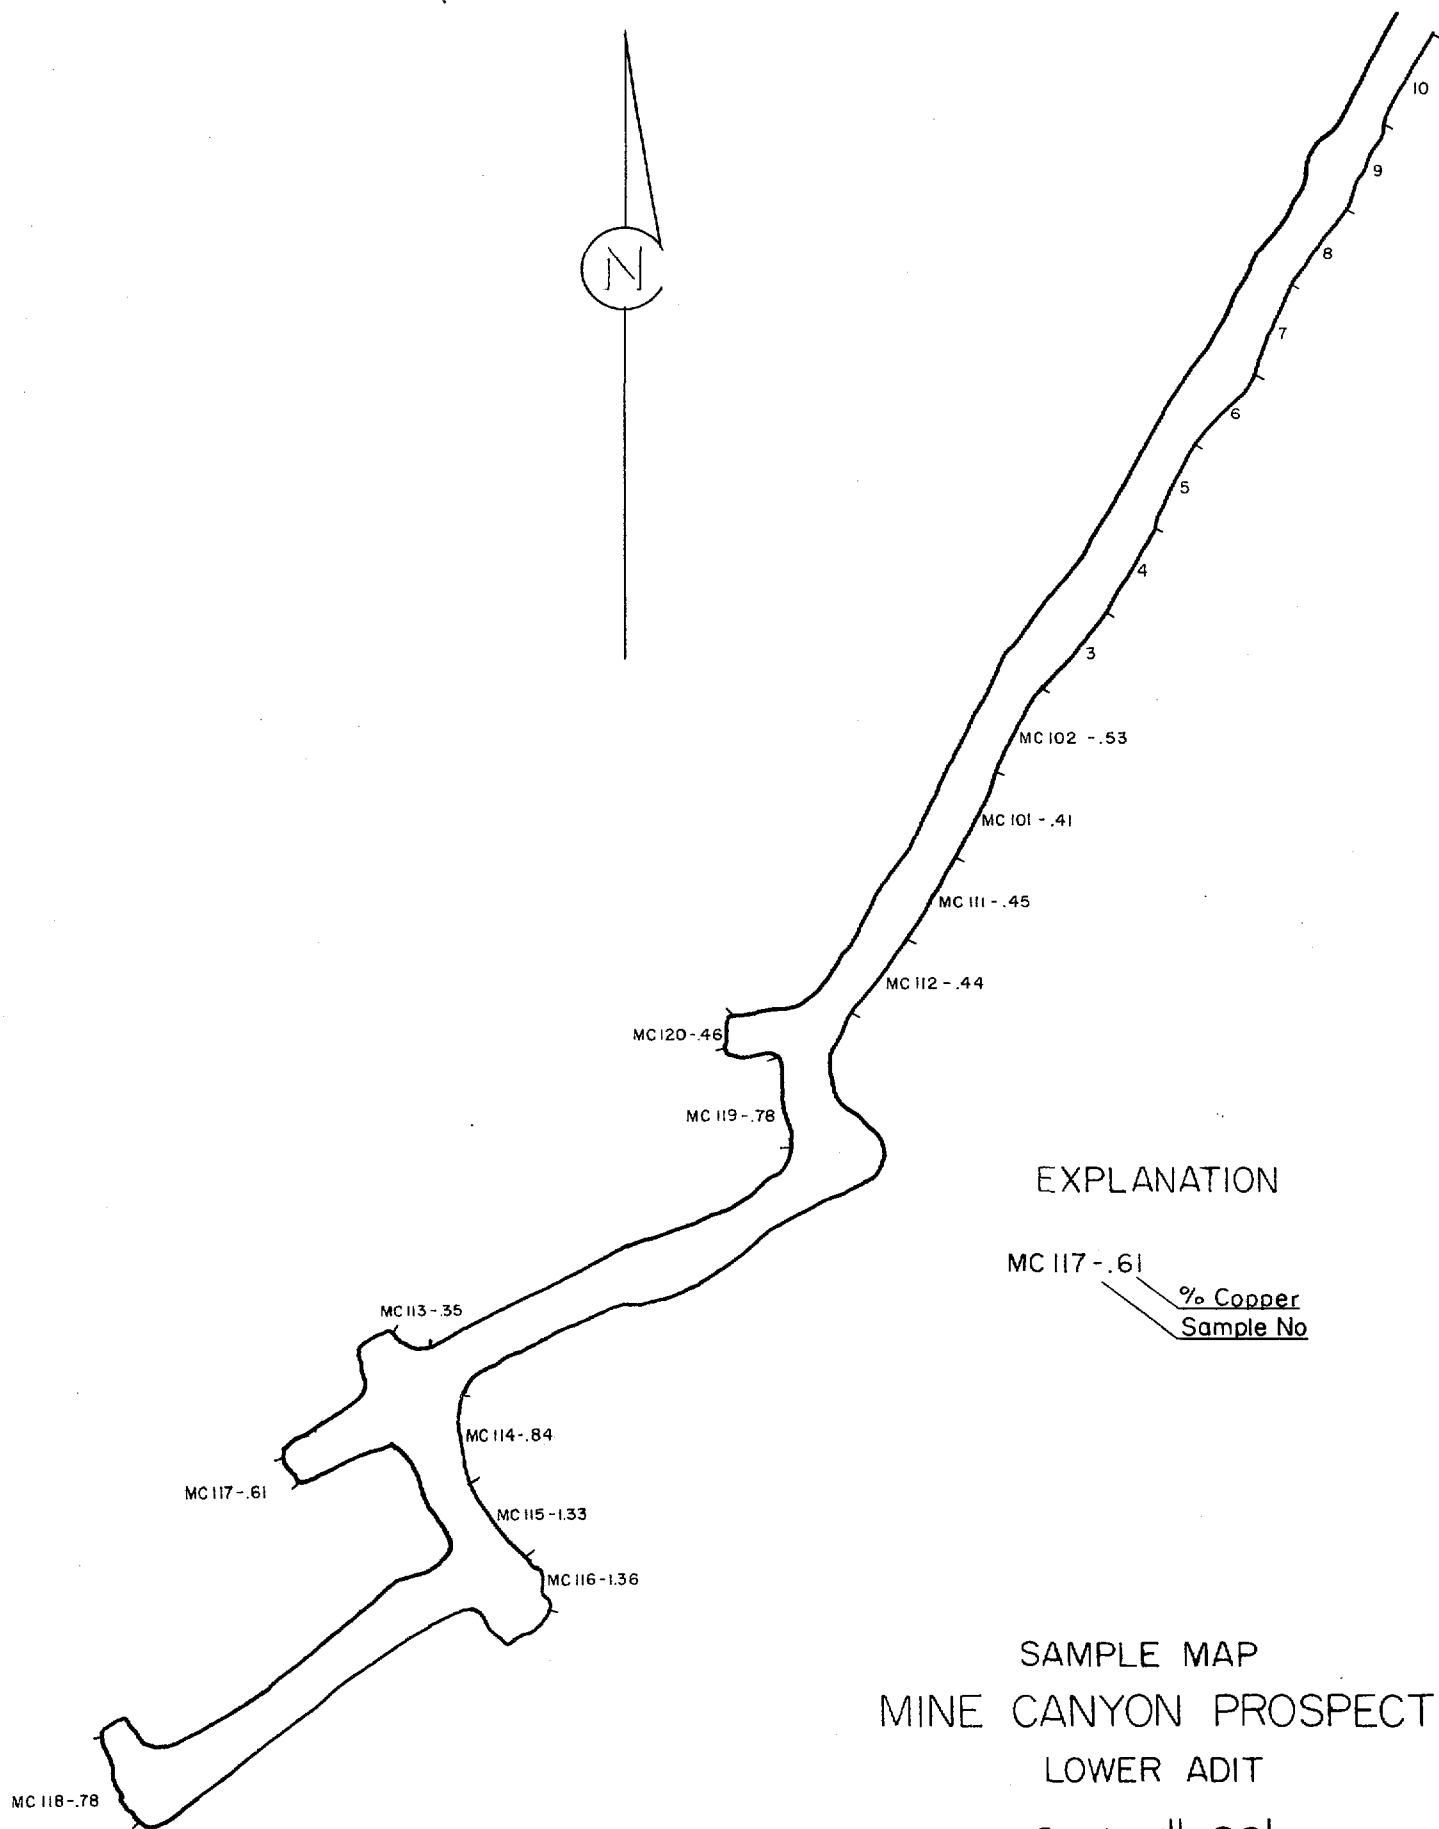 10
9
N
8
7
6
5
4
3
MC 102 -.53
MC 101 -.41
MC 111 -.45
MC 112 -.44
MC 120 -.46
MC 119 -.78
EXPLANATION
MC 117 -.61
% Copper
Sample No
MC 113 -.35
MC 114 -.84
MC 117 -.61
MC 115 -1.33
MC 116 -1.36
SAMPLE MAP
MINE CANYON PROSPECT
LOWER ADIT
MC 118 -.78